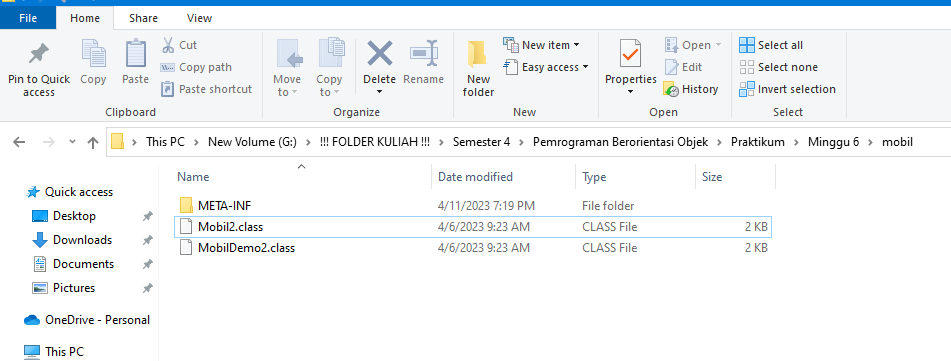 File Home Share View
Pin to Quick access
Copy
Paste
Cut
Copy path
Paste shortcut
Clipboard
Move to
Copy to
Delete
Rename
Organize
New folder
New item
Easy access
New
Properties
Open
Edit
History
Open
Select all
Select none
Invert selection
Select
This PC > New Volume (G:) > !!! FOLDER KULIAH !!! > Semester 4 > Pemrograman Berorientasi Objek > Praktikum > Minggu 6 > mobil
Quick access
Desktop
Downloads
Documents
Pictures
OneDrive - Personal
This PC
Name Date modified Type Size
META-INF 4/11/2023 7:19 PM File folder
Mobil2.class 4/6/2023 9:23 AM CLASS File 2 KB
MobilDemo2.class 4/6/2023 9:23 AM CLASS File 2 KB